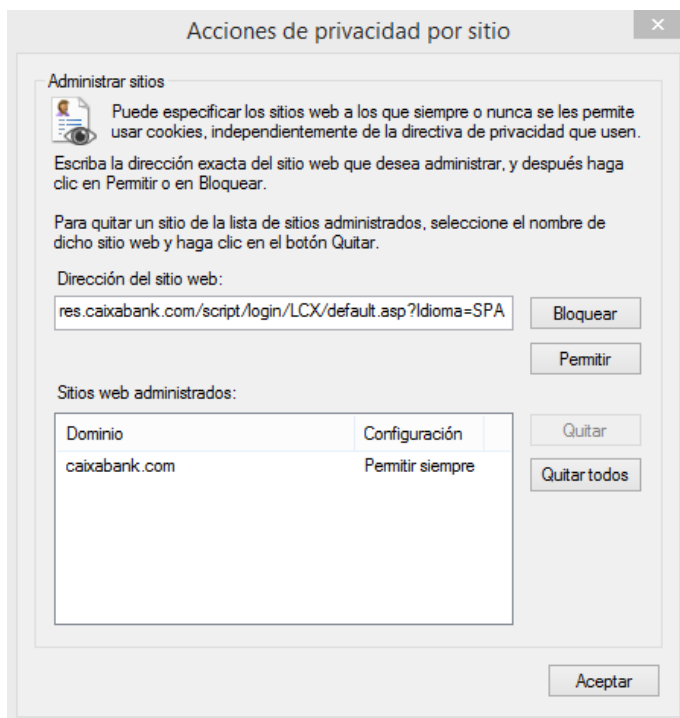 Acciones de privacidad por sitio
Administrar sitios
Puede especificar los sitios web a los que siempre o nunca se les permite
usar cookies, independientemente de la directiva de privacidad que usen.
Escriba la dirección exacta del sitio web que desea administrar, y después haga
clic en Permitir o en Bloquear.
Para quitar un sitio de la lista de sitios administrados, seleccione el nombre de
dicho sitio web y haga clic en el botón Quitar.
Dirección del sitio web:
res.caixabank.com/script/login/LCX/default.asp?Idioma=SPA
Bloquear
Permitir
Sitios web administrados:
Dominio Configuración
caixabank.com Permitir siempre
Quitar
Quitar todos
Aceptar